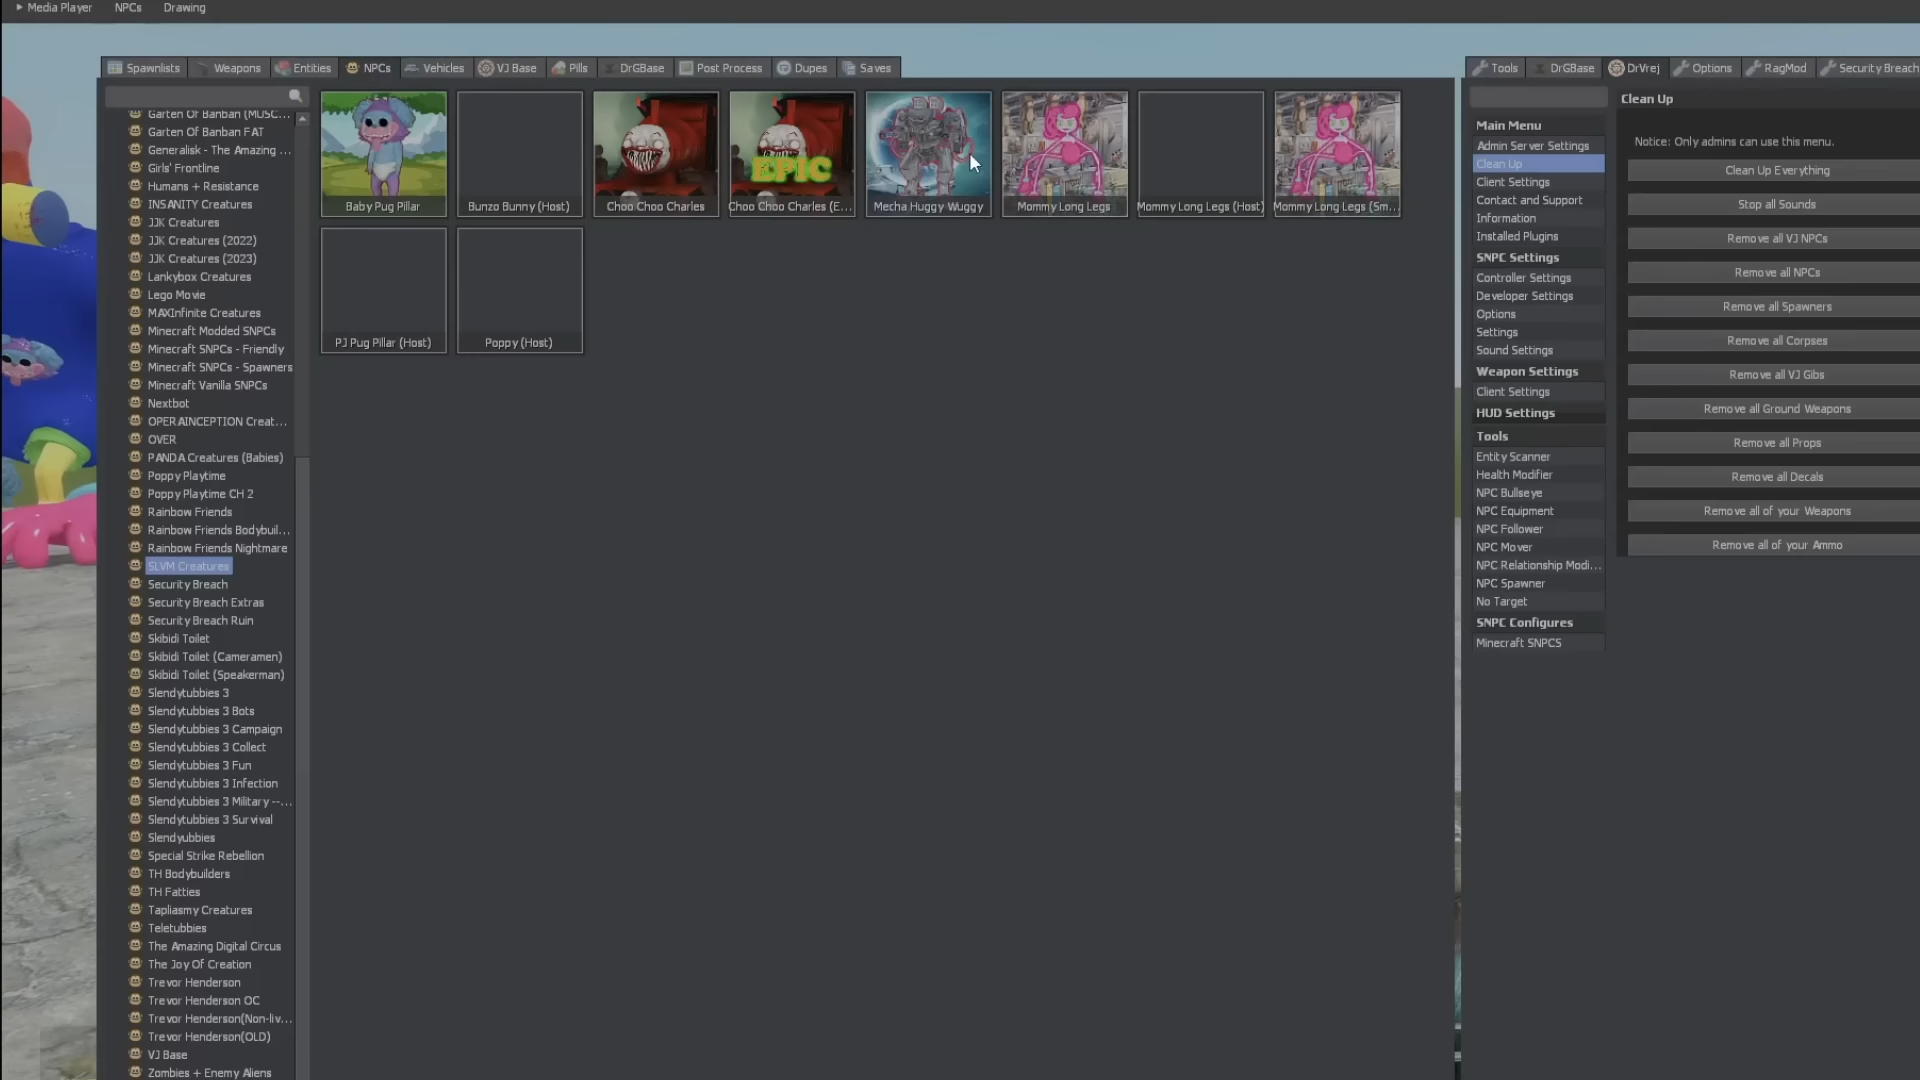 Media Player NPCs Drawing
Spawnlists Weapons Entities NPCs Vehicles VJ Base Pills DrGBase Post Process Dupes Saves
Garten Of Banban (MUSC...
Garten Of Banban FAT
Generalisk - The Amazing ...
Girls' Frontline
Humans + Resistance
INSANITY Creatures
JJK Creatures
JJK Creatures (2022)
JJK Creatures (2023)
Lankybox Creatures
Lego Movie
MAXInfinite Creatures
Minecraft Modded SNPCs
Minecraft SNPCs - Friendly
Minecraft SNPCs - Spawners
Minecraft Vanilla SNPCs
Nextbot
OPERAINCEPTION Creat...
OVER
PANDA Creatures (Babies)
Poppy Playtime
Poppy Playtime CH 2
Rainbow Friends
Rainbow Friends Bodybuil...
Rainbow Friends Nightmare
SLVM Creatures
Security Breach
Security Breach Extras
Security Breach Ruin
Skibidi Toilet
Skibidi Toilet (Cameramen)
Skibidi Toilet (Speakerman)
Slendytubbies 3
Slendytubbies 3 Bots
Slendytubbies 3 Campaign
Slendytubbies 3 Collect
Slendytubbies 3 Fun
Slendytubbies 3 Infection
Slendytubbies 3 Military --...
Slendytubbies 3 Survival
Slendyubbies
Special Strike Rebellion
TH Bodybuilders
TH Fatties
Tapliasmy Creatures
Teletubbies
The Amazing Digital Circus
The Joy Of Creation
Trevor Henderson
Trevor Henderson OC
Trevor Henderson(Non-liv...
Trevor Henderson(OLD)
VJ Base
Zombies + Enemy Aliens
EPIC
Baby Pug Pillar Bunzo Bunny (Host) Choo Choo Charles Choo Choo Charles (E... Mecha Huggy Wuggy Mommy Long Legs Mommy Long Legs (Host) Mommy Long Legs (Sm...
PJ Pug Pillar (Host) Poppy (Host)
Tools DrGBase DrVrej Options RagMod Security Breach
Main Menu
Admin Server Settings
Clean Up
Client Settings
Contact and Support
Information
Installed Plugins
SNPC Settings
Controller Settings
Developer Settings
Options
Settings
Sound Settings
Weapon Settings
Client Settings
HUD Settings
Tools
Entity Scanner
Health Modifier
NPC Bullseye
NPC Equipment
NPC Follower
NPC Mover
NPC Relationship Modi...
NPC Spawner
No Target
SNPC Configures
Minecraft SNPCS
Clean Up
Notice: Only admins can use this menu.
Clean Up Everything
Stop all Sounds
Remove all VJ NPCs
Remove all NPCs
Remove all Spawners
Remove all Corpses
Remove all VJ Gibs
Remove all Ground Weapons
Remove all Props
Remove all Decals
Remove all of your Weapons
Remove all of your Ammo